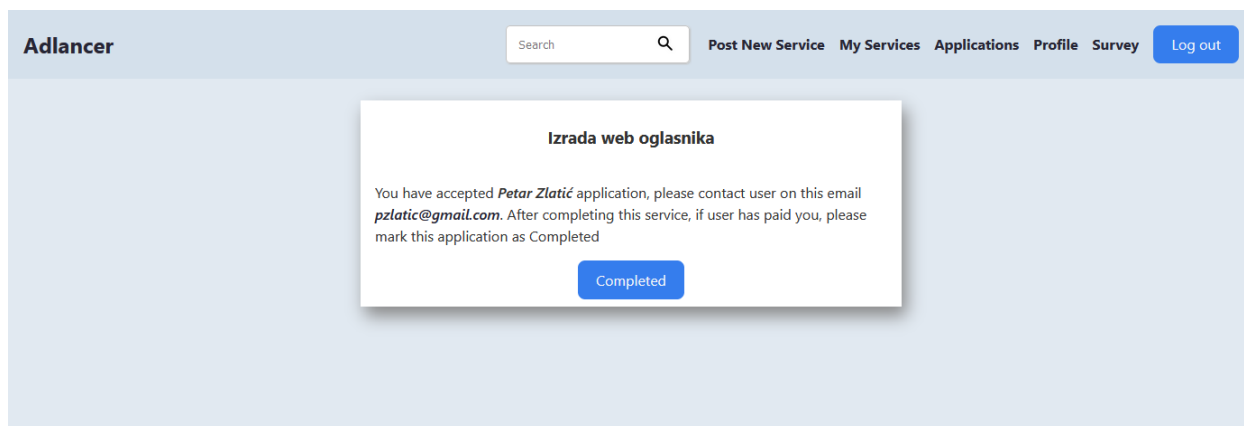 Adlancer
Search
Post New Service
My Services
Applications
Profile
Survey
Log out
Izrada web oglasnika
You have accepted Petar Zlatić application, please contact user on this email
pzlatic@gmail.com. After completing this service, if user has paid you, please
mark this application as Completed
Completed